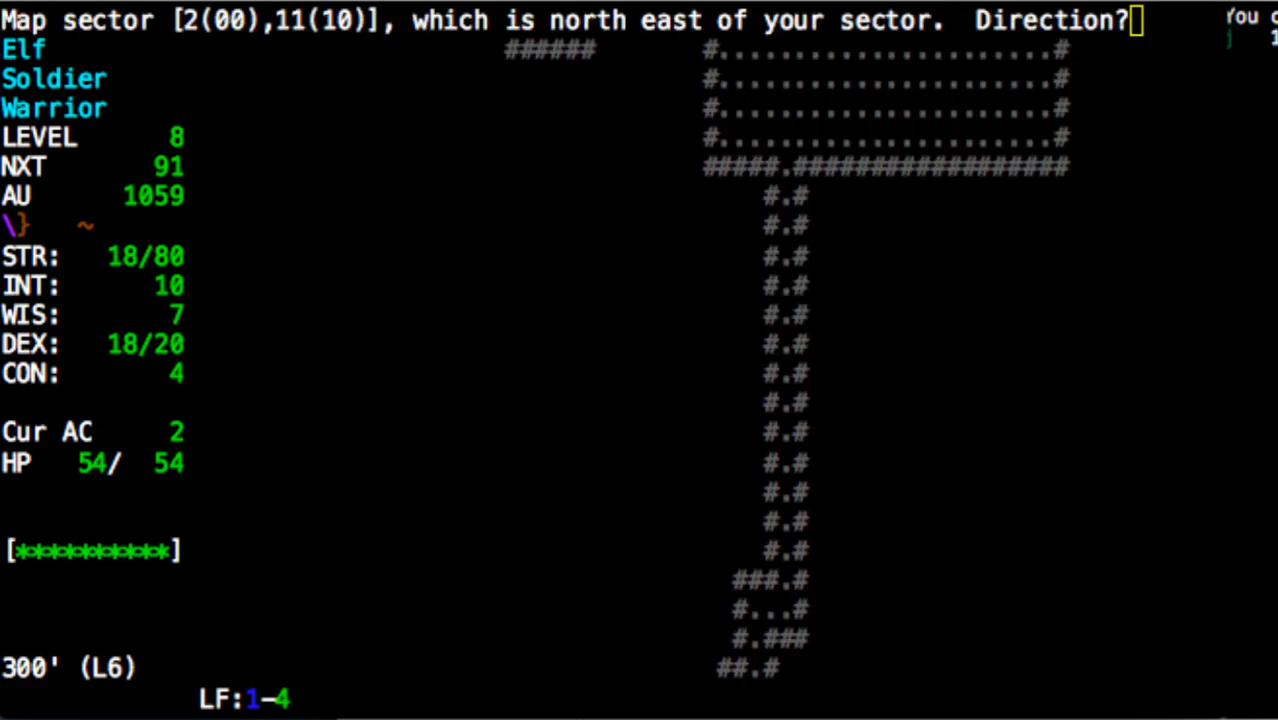 Map sector [2(00),11(10)], which is north east of your sector.  Direction? You
Elf ###### #......................#
Soldier #......................#
Warrior #......................#
LEVEL 8 #......................#
NXT 91 #####.##################
AU 1059 #.#
\} ~ #.#
STR: 18/80 #.#
INT: 10 #.#
WIS: 7 #.#
DEX: 18/20 #.#
CON: 4 #.#
#.#
Cur AC 2 #.#
HP 54/ 54 #.#
#.#
#.#
[**********] #.#
###.#
#...#
#.###
300' (L6) ##.#
LF:1-4